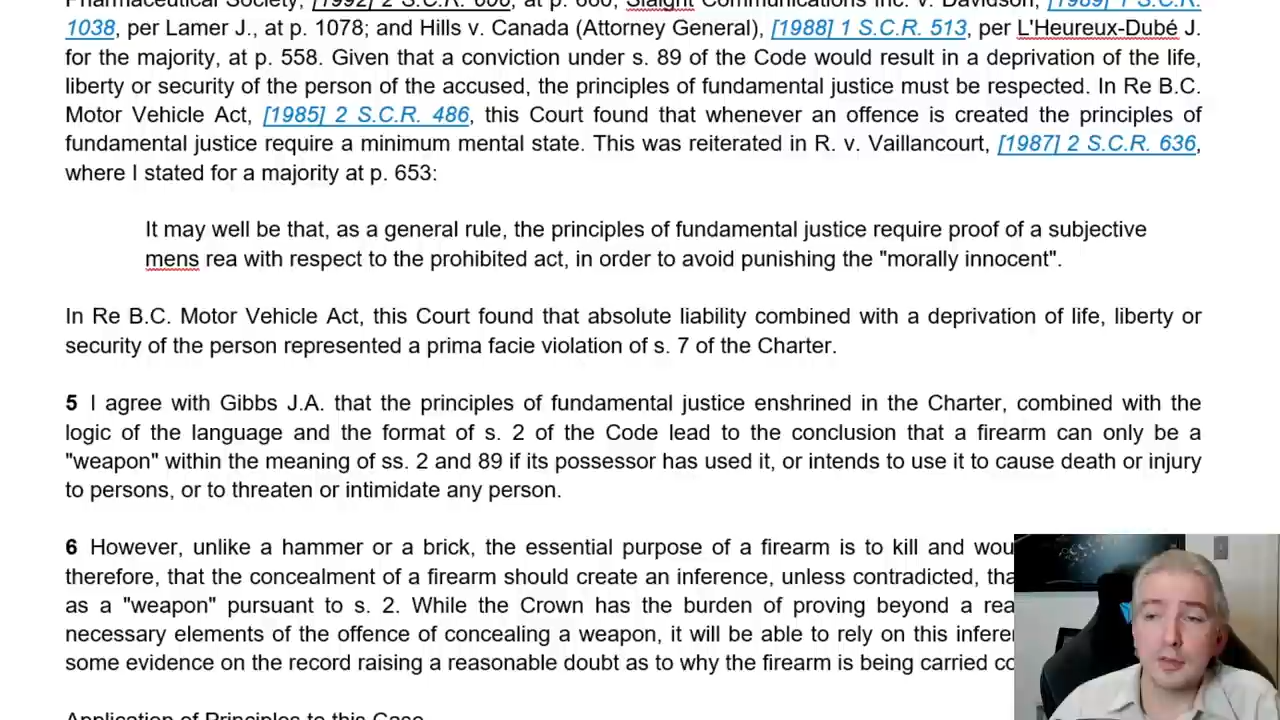 Pharmaceutical Society, [1992] 2 S.C.R. 606, at p. 660; Slaight Communications Inc. v. Davidson, [1989] 1 S.C.R.
1038, per Lamer J., at p. 1078; and Hills v. Canada (Attorney General), [1988] 1 S.C.R. 513, per L'Heureux-Dubé J.
for the majority, at p. 558. Given that a conviction under s. 89 of the Code would result in a deprivation of the life,
liberty or security of the person of the accused, the principles of fundamental justice must be respected. In Re B.C.
Motor Vehicle Act, [1985] 2 S.C.R. 486, this Court found that whenever an offence is created the principles of
fundamental justice require a minimum mental state. This was reiterated in R. v. Vaillancourt, [1987] 2 S.C.R. 636,
where I stated for a majority at p. 653:
It may well be that, as a general rule, the principles of fundamental justice require proof of a subjective
mens rea with respect to the prohibited act, in order to avoid punishing the "morally innocent".
In Re B.C. Motor Vehicle Act, this Court found that absolute liability combined with a deprivation of life, liberty or
security of the person represented a prima facie violation of s. 7 of the Charter.
5 I agree with Gibbs J.A. that the principles of fundamental justice enshrined in the Charter, combined with the
logic of the language and the format of s. 2 of the Code lead to the conclusion that a firearm can only be a
"weapon" within the meaning of ss. 2 and 89 if its possessor has used it, or intends to use it to cause death or injury
to persons, or to threaten or intimidate any person.
6 However, unlike a hammer or a brick, the essential purpose of a firearm is to kill and wou
therefore, that the concealment of a firearm should create an inference, unless contradicted, tha
as a "weapon" pursuant to s. 2. While the Crown has the burden of proving beyond a rea
necessary elements of the offence of concealing a weapon, it will be able to rely on this infere
some evidence on the record raising a reasonable doubt as to why the firearm is being carried co
Application of Principles to this Case